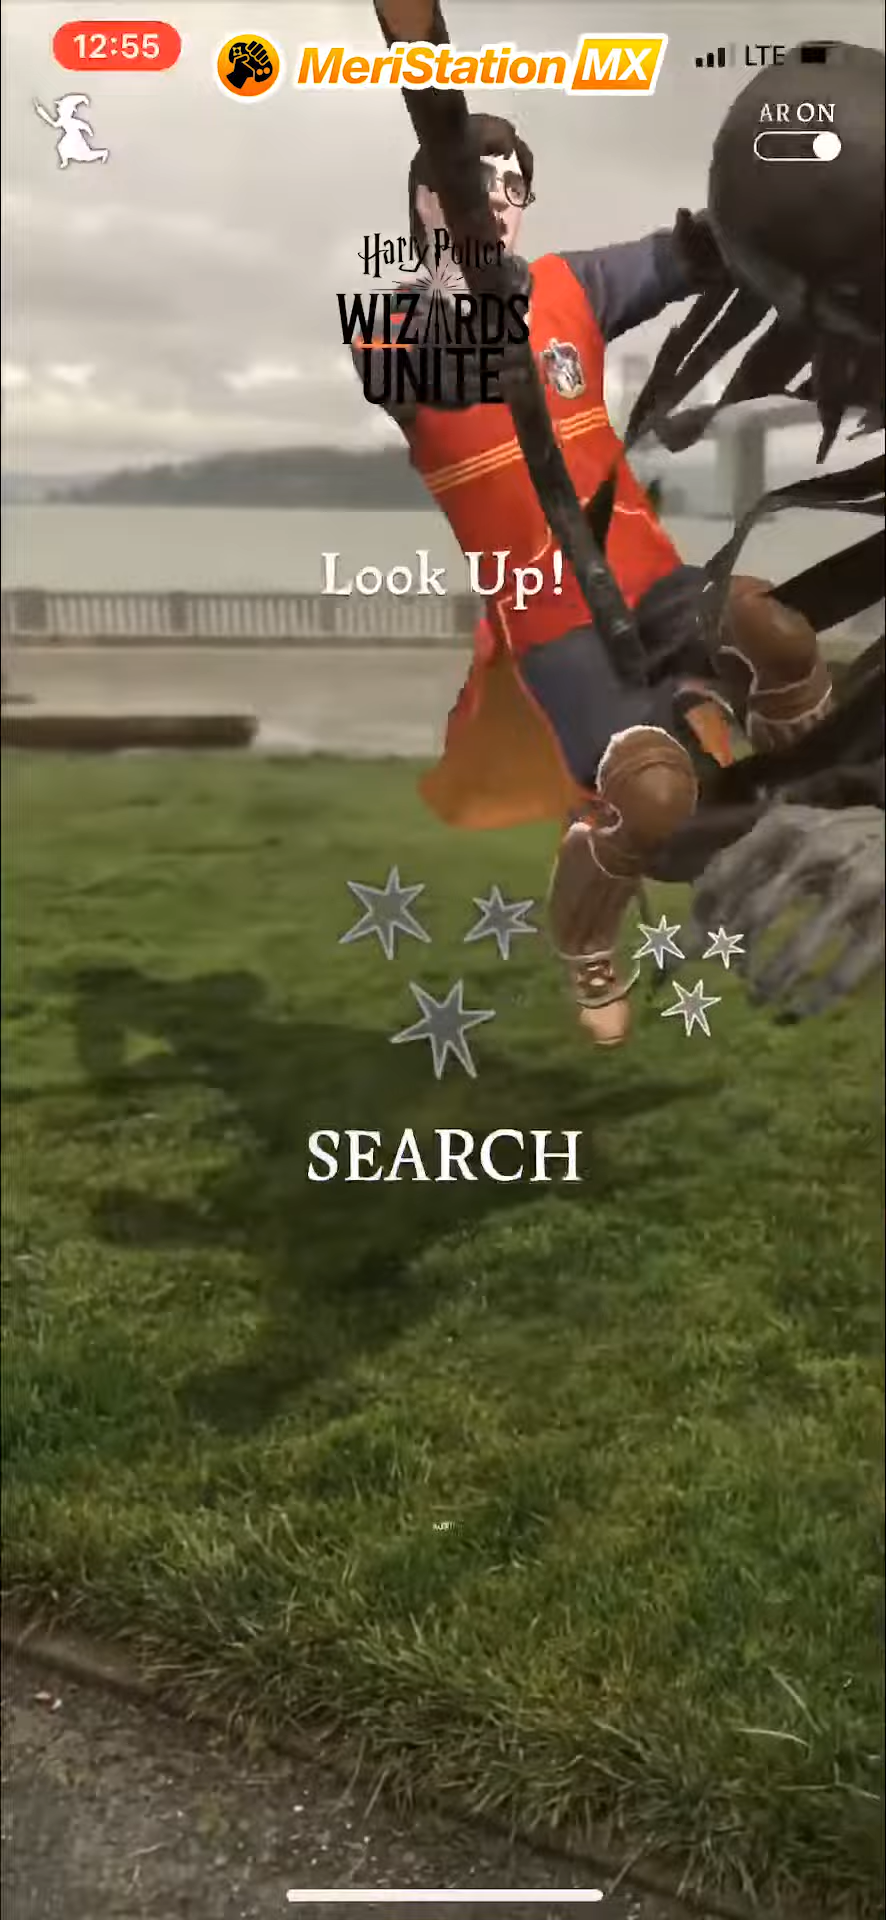 12:55
MeriStation MX
LTE
AR ON
Harry Potter
WIZARDS
UNITE
Look Up!
SEARCH